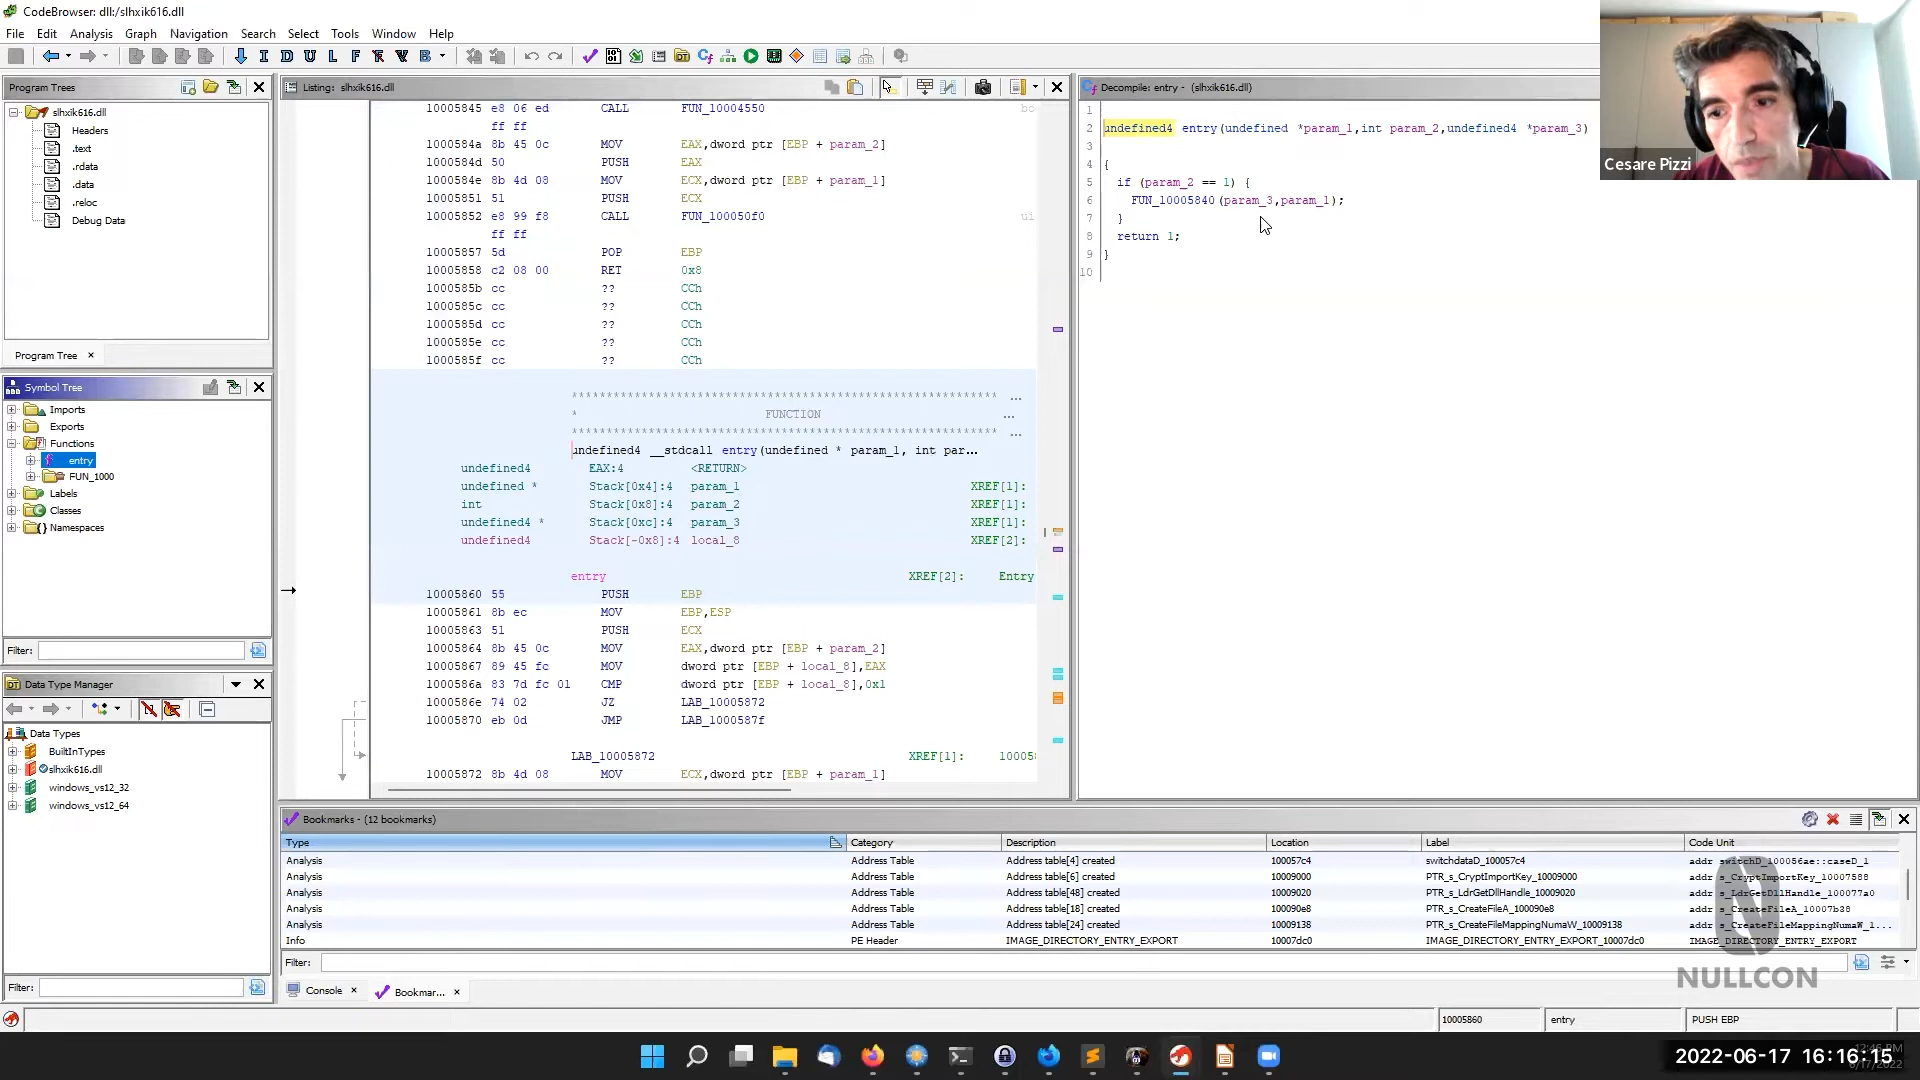 CodeBrowser: dll:/slhxik616.dll
File Edit Analysis Graph Navigation Search Select Tools Window Help
I D U L F R V B
Program Trees
slhxik616.dll
Headers
.text
.rdata
.data
.reloc
Debug Data
Program Tree
Symbol Tree
Imports
Exports
Functions
entry
FUN_1000
Labels
Classes
Namespaces
Filter:
Data Type Manager
Data Types
BuiltInTypes
slhxik616.dll
windows_vs12_32
windows_vs12_64
Filter:
Listing: slhxik616.dll
10005845 e8 06 ed CALL FUN_10004550 bo
ff ff
1000584a 8b 45 0c MOV EAX,dword ptr [EBP + param_2]
1000584d 50 PUSH EAX
1000584e 8b 4d 08 MOV ECX,dword ptr [EBP + param_1]
10005851 51 PUSH ECX
10005852 e8 99 f8 CALL FUN_100050f0 ui
ff ff
10005857 5d POP EBP
10005858 c2 08 00 RET 0x8
1000585b cc ?? CCh
1000585c cc ?? CCh
1000585d cc ?? CCh
1000585e cc ?? CCh
1000585f cc ?? CCh
************************************************************* ...
* FUNCTION ...
************************************************************* ...
undefined4 __stdcall entry(undefined * param_1, int par...
undefined4 EAX:4 <RETURN>
undefined * Stack[0x4]:4 param_1 XREF[1]:
int Stack[0x8]:4 param_2 XREF[1]:
undefined4 * Stack[0xc]:4 param_3 XREF[1]:
undefined4 Stack[-0x8]:4 local_8 XREF[2]:
entry XREF[2]: Entry
10005860 55 PUSH EBP
10005861 8b ec MOV EBP,ESP
10005863 51 PUSH ECX
10005864 8b 45 0c MOV EAX,dword ptr [EBP + param_2]
10005867 89 45 fc MOV dword ptr [EBP + local_8],EAX
1000586a 83 7d fc 01 CMP dword ptr [EBP + local_8],0x1
1000586e 74 02 JZ LAB_10005872
10005870 eb 0d JMP LAB_1000587f
LAB_10005872 XREF[1]: 10005
10005872 8b 4d 08 MOV ECX,dword ptr [EBP + param_1]
Decompile: entry - (slhxik616.dll)
1
2 undefined4 entry(undefined *param_1,int param_2,undefined4 *param_3)
3
4 {
5 if (param_2 == 1) {
6 FUN_10005840(param_3,param_1);
7 }
8 return 1;
9 }
10
Cesare Pizzi
Bookmarks - (12 bookmarks)
Type Category Description Location Label Code Unit
Analysis Address Table Address table[4] created 100057c4 switchdataD_100057c4 addr switchD_100056ae::caseD_1
Analysis Address Table Address table[6] created 10009000 PTR_s_CryptImportKey_10009000 addr s_CryptImportKey_10007588
Analysis Address Table Address table[48] created 10009020 PTR_s_LdrGetDllHandle_10009020 addr s_LdrGetDllHandle_100077a0
Analysis Address Table Address table[18] created 100090e8 PTR_s_CreateFileA_100090e8 addr s_CreateFileA_10007b38
Analysis Address Table Address table[24] created 10009138 PTR_s_CreateFileMappingNumaW_10009138 addr s_CreateFileMappingNumaW_1...
Info PE Header IMAGE_DIRECTORY_ENTRY_EXPORT 10007dc0 IMAGE_DIRECTORY_ENTRY_EXPORT_10007dc0 IMAGE_DIRECTORY_ENTRY_EXPORT
Filter:
NULLCON
Console Bookmar...
10005860 entry PUSH EBP
2022-06-17 16:16:15